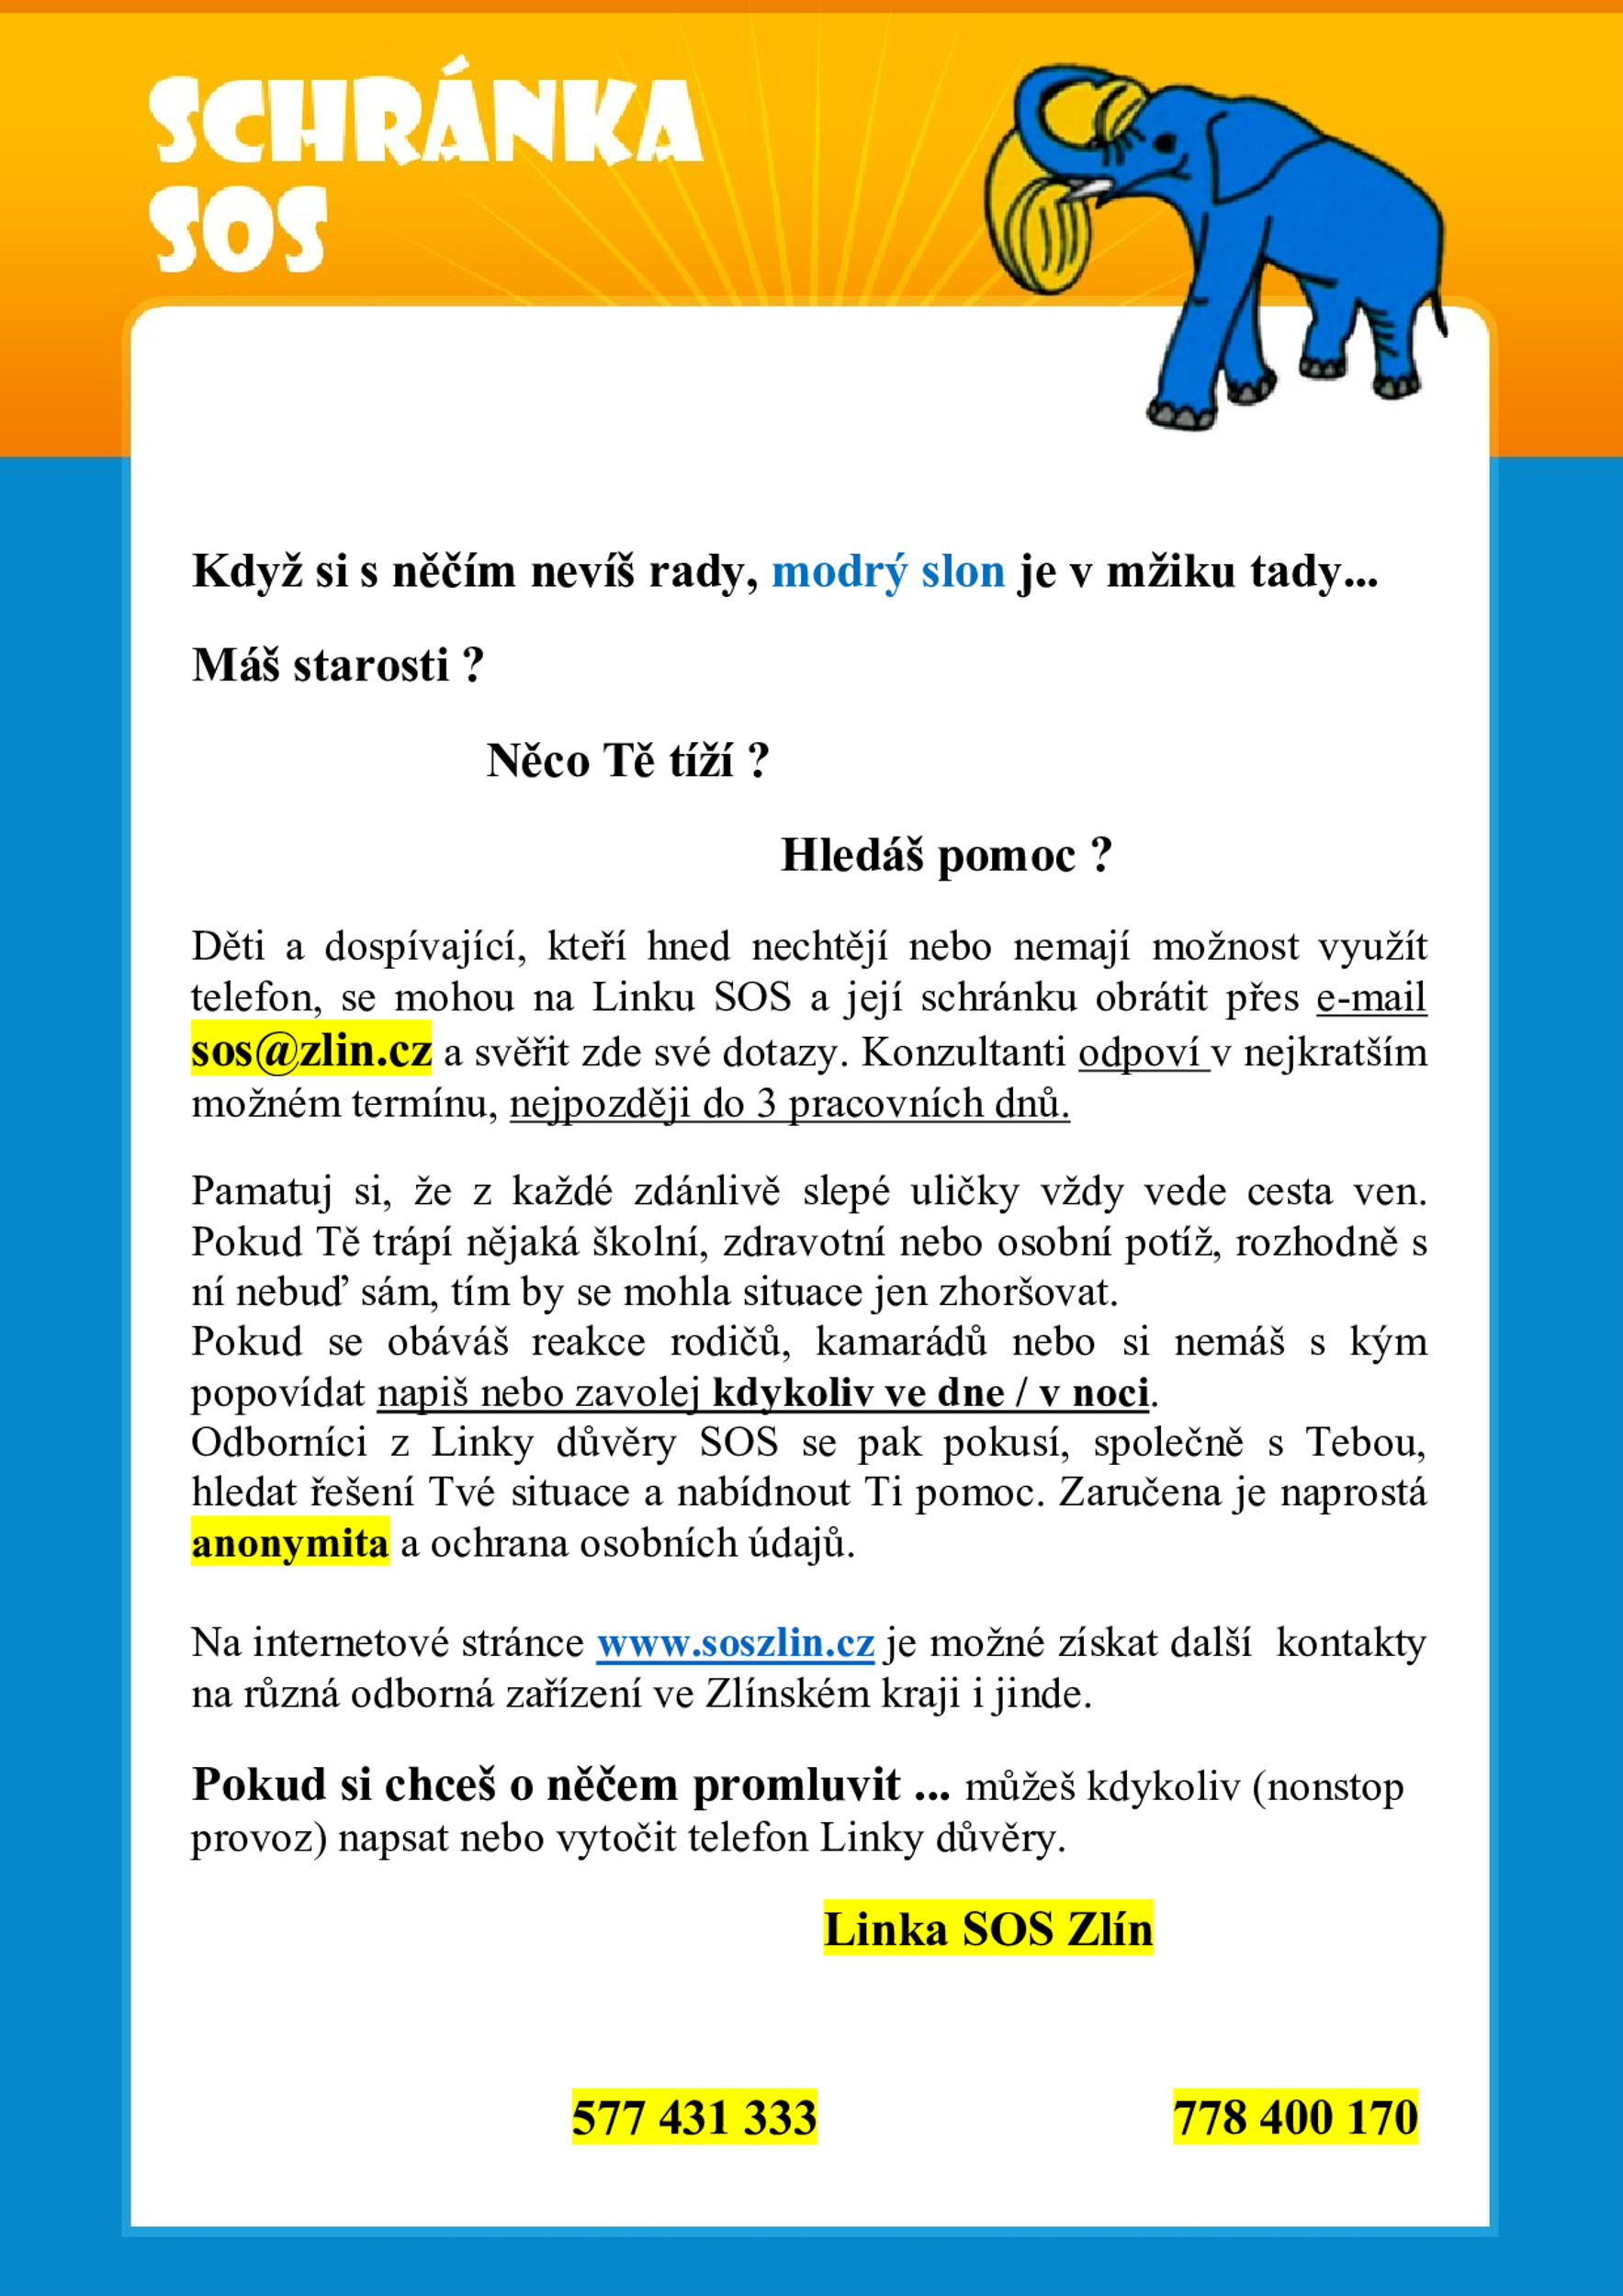 SCHRÁNKA
SOS
Když si s něčím nevíš rady, modrý slon je v mžiku tady...
Máš starosti ?
Něco Tě tíží ?
Hledáš pomoc ?
Děti a dospívající, kteří hned nechtějí nebo nemají možnost využít
telefon, se mohou na Linku SOS a její schránku obrátit přes e-mail
sos@zlin.cz a svěřit zde své dotazy. Konzultanti odpoví v nejkratším
možném termínu, nejpozději do 3 pracovních dnů.
Pamatuj si, že z každé zdánlivě slepé uličky vždy vede cesta ven.
Pokud Tě trápí nějaká školní, zdravotní nebo osobní potíž, rozhodně s
ní nebuď sám, tím by se mohla situace jen zhoršovat.
Pokud se obáváš reakce rodičů, kamarádů nebo si nemáš s kým
popovídat napiš nebo zavolej kdykoliv ve dne / v noci.
Odborníci z Linky důvěry SOS se pak pokusí, společně s Tebou,
hledat řešení Tvé situace a nabídnout Ti pomoc. Zaručena je naprostá
anonymita a ochrana osobních údajů.
Na internetové stránce www.soszlin.cz je možné získat další kontakty
na různá odborná zařízení ve Zlínském kraji i jinde.
Pokud si chceš o něčem promluvit ... můžeš kdykoliv (nonstop
provoz) napsat nebo vytočit telefon Linky důvěry.
Linka SOS Zlín
577 431 333 778 400 170